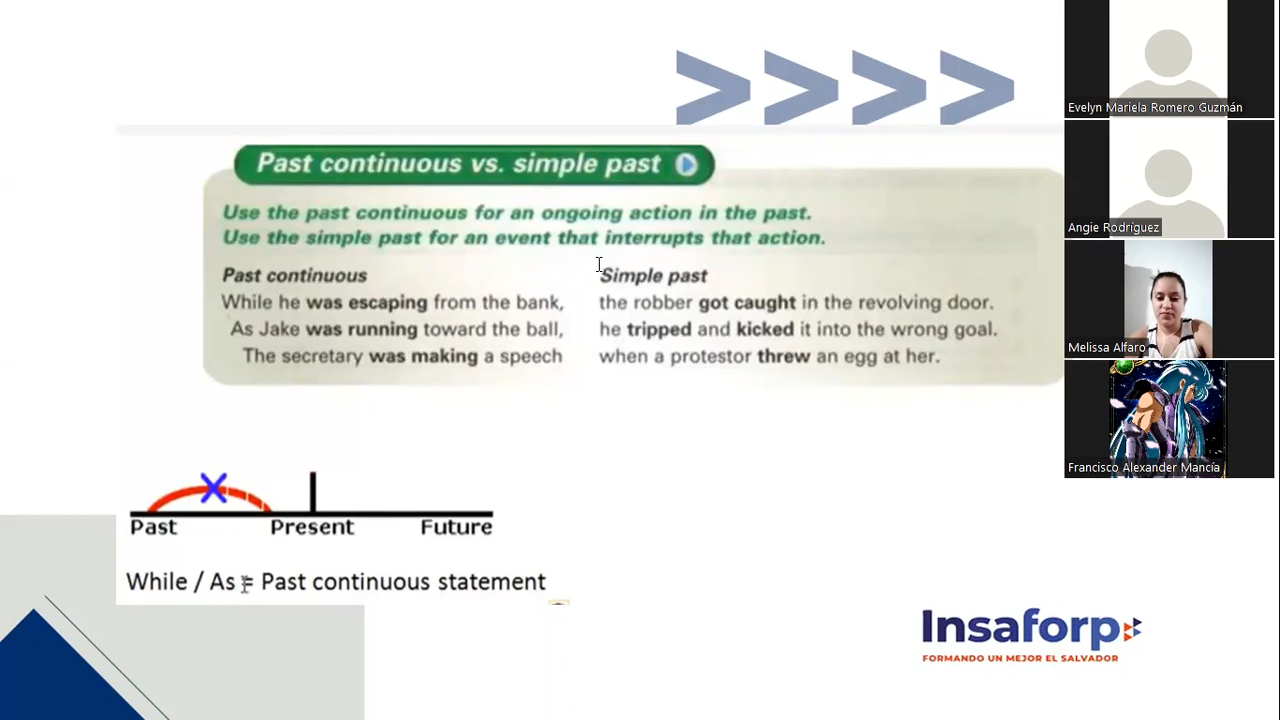 Past continuous vs. simple past
Use the past continuous for an ongoing action in the past.
Use the simple past for an event that interrupts that action.
Past continuous Simple past
While he was escaping from the bank, the robber got caught in the revolving door.
As Jake was running toward the ball, he tripped and kicked it into the wrong goal.
The secretary was making a speech when a protestor threw an egg at her.
Past Present Future
While / As = Past continuous statement
Insaforp
FORMANDO UN MEJOR EL SALVADOR
Evelyn Mariela Romero Guzmán
Angie Rodríguez
Melissa Alfaro
Francisco Alexander Mancía